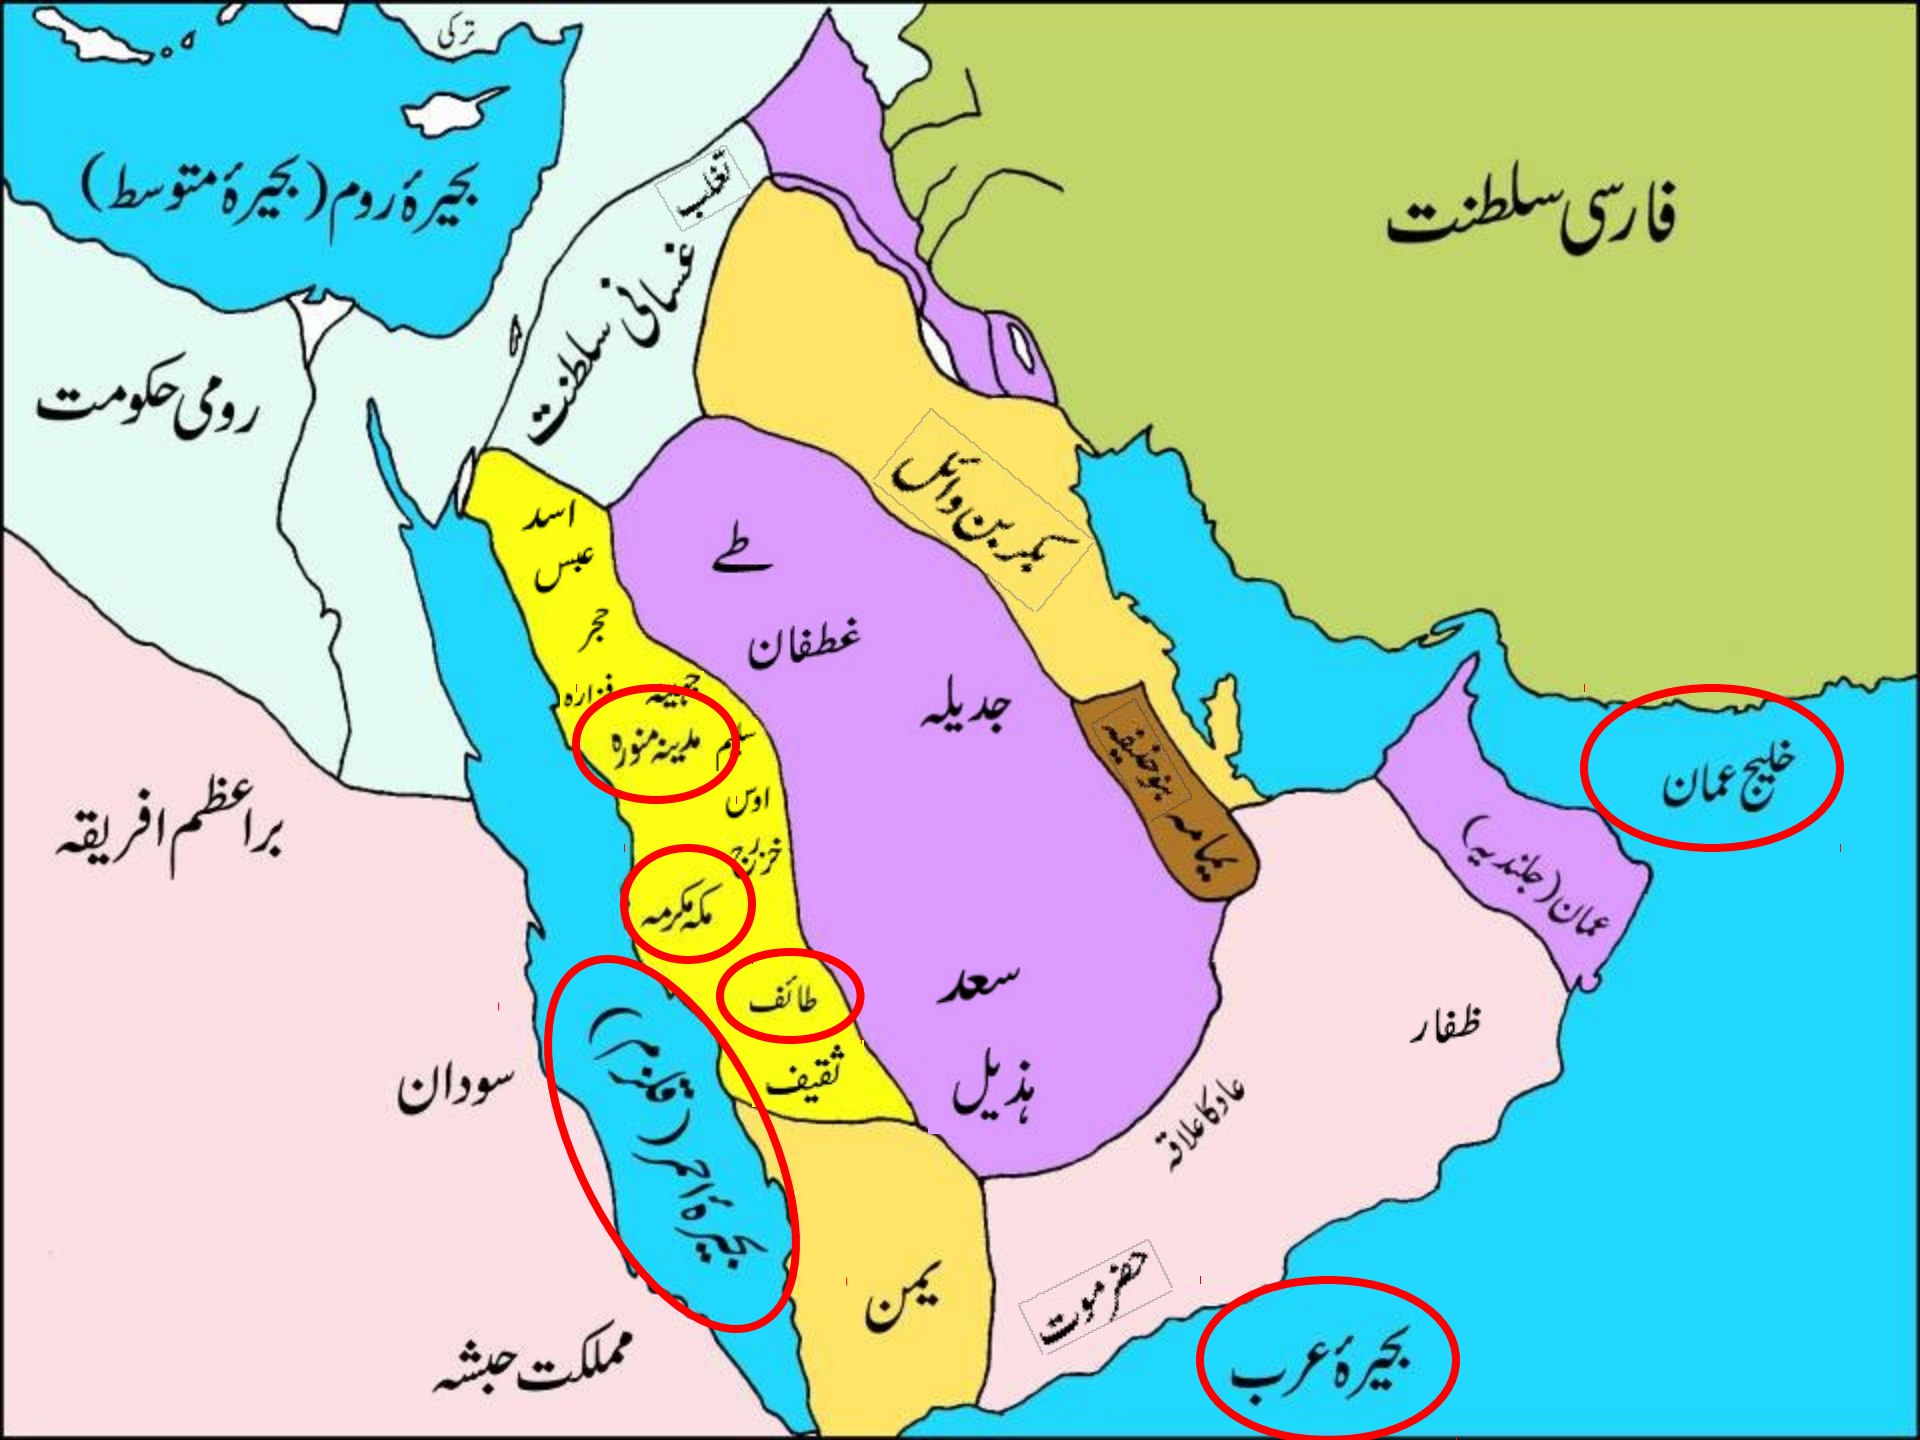 ترکی
بحیرۂ روم (بحیرۂ متوسط)
تغلب
فارسی سلطنت
غسانی سلطنت
رومی حکومت
بکر بن وائل
اسد
عبس
طے
حجر
غطفان
فزارہ
جہینہ
جدیلہ
مدینہ منورہ
سلیم
بنو حنیفہ
خلیج عمان
اوس
براعظم افریقہ
یمامہ
خزرج
عمان (جلندیہ)
مکہ مکرمہ
سعد
طائف
ظفار
ثقیف
ہذیل
سودان
عاد کا علاقہ
بحیرۂ احمر (قلزم)
یمن
حضر موت
مملکت حبشہ
بحیرۂ عرب